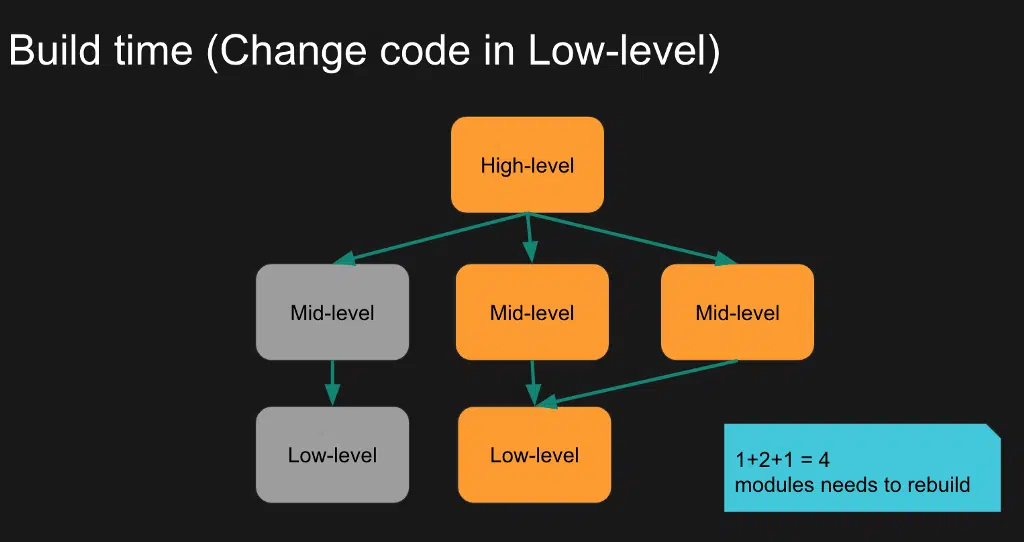 Build time (Change code in Low-level)
High-level
Mid-level
Mid-level
Mid-level
Low-level
Low-level
1+2+1 = 4
modules needs to rebuild